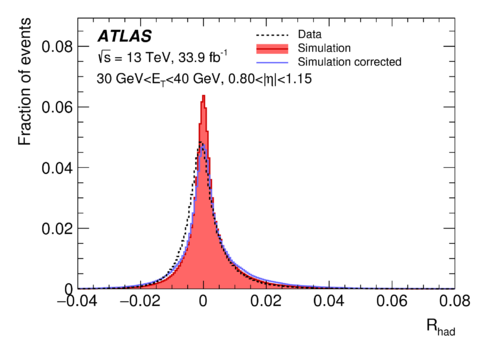 ATLAS
√s = 13 TeV, 33.9 fb⁻¹
30 GeV<E_T<40 GeV, 0.80<|η|<1.15
Data
Simulation
Simulation corrected
Fraction of events
0.08
0.06
0.04
0.02
0
−0.04 −0.02 0 0.02 0.04 0.06 0.08
R_had